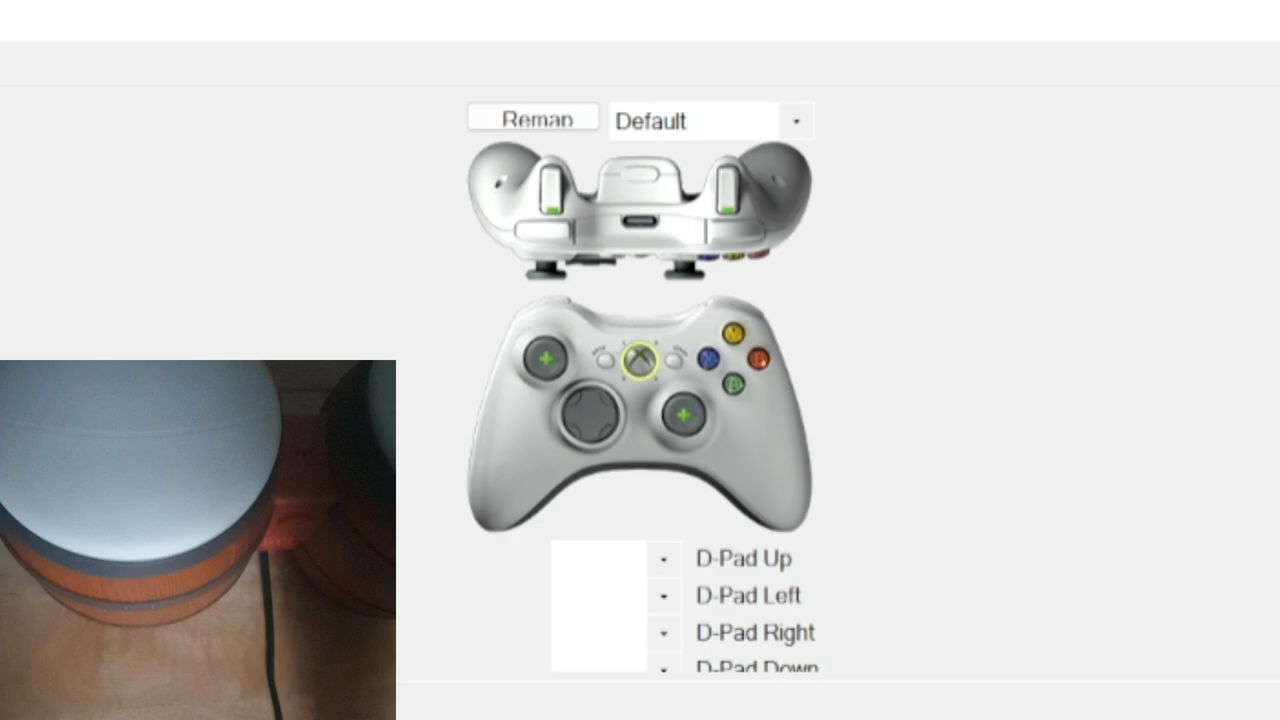 Remap
Default
D-Pad Up
D-Pad Left
D-Pad Right
D-Pad Down